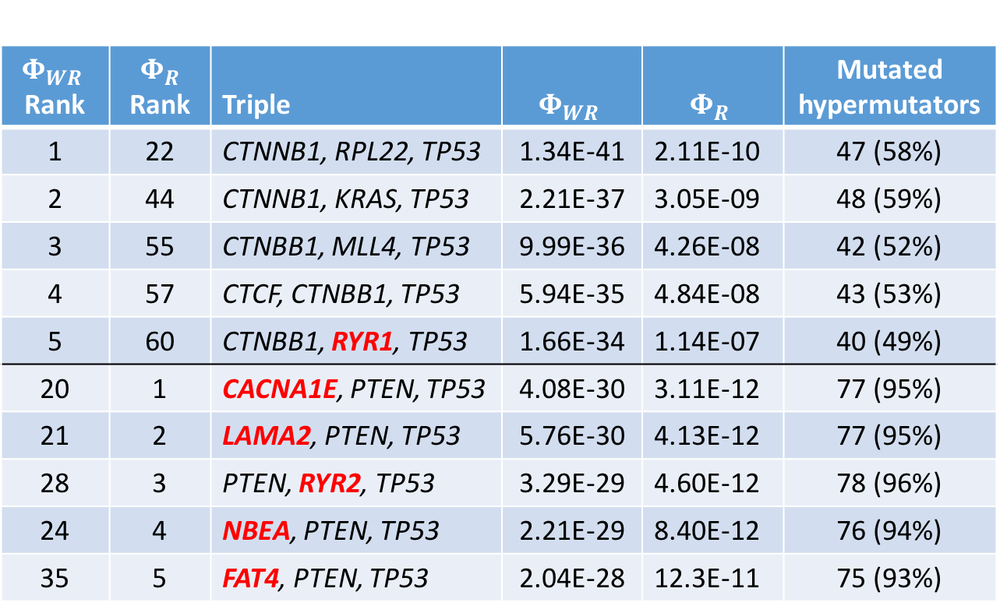 Φ_WR Rank	Φ_R Rank	Triple	Φ_WR	Φ_R	Mutated hypermutators
1	22	CTNNB1, RPL22, TP53	1.34E-41	2.11E-10	47 (58%)
2	44	CTNNB1, KRAS, TP53	2.21E-37	3.05E-09	48 (59%)
3	55	CTNBB1, MLL4, TP53	9.99E-36	4.26E-08	42 (52%)
4	57	CTCF, CTNBB1, TP53	5.94E-35	4.84E-08	43 (53%)
5	60	CTNBB1, RYR1, TP53	1.66E-34	1.14E-07	40 (49%)
20	1	CACNA1E, PTEN, TP53	4.08E-30	3.11E-12	77 (95%)
21	2	LAMA2, PTEN, TP53	5.76E-30	4.13E-12	77 (95%)
28	3	PTEN, RYR2, TP53	3.29E-29	4.60E-12	78 (96%)
24	4	NBEA, PTEN, TP53	2.21E-29	8.40E-12	76 (94%)
35	5	FAT4, PTEN, TP53	2.04E-28	12.3E-11	75 (93%)